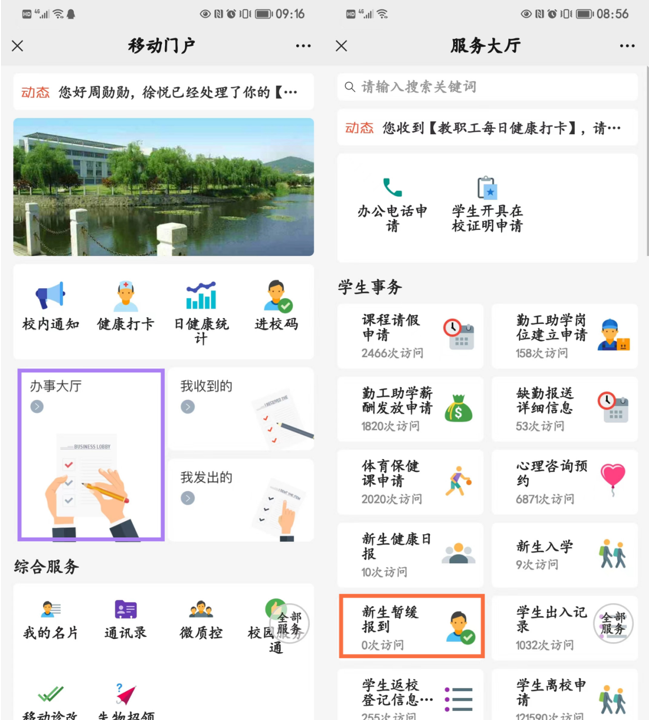 09:16
移动门户
动态 您好周勋勋，徐悦已经处理了你的【…
校内通知
健康打卡
日健康统
计
进校码
办事大厅
BUSINESS LOBBY
我收到的
我发出的
综合服务
我的名片
通讯录
微质控
校园服务
通
全部
服务
移动诊改
失物招领
08:56
服务大厅
请输入搜索关键词
动态 您收到【教职工每日健康打卡】，请…
办公电话申
请
学生开具在
校证明申请
学生事务
课程请假
申请
2466次访问
勤工助学岗
位建立申请
158次访问
勤工助学薪
酬发放申请
1820次访问
缺勤报送
详细信息
53次访问
体育保健
课申请
2020次访问
心理咨询预
约
6871次访问
新生健康日
报
10次访问
新生入学
9次访问
新生暂缓
报到
0次访问
学生出入记
录
1032次访问
全部
服务
学生返校
登记信息…
255次访问
学生离校申
请
121590次访问